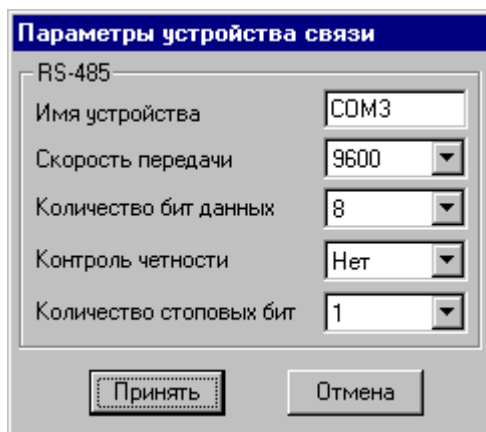 Параметры устройства связи
RS-485
Имя устройства COM3
Скорость передачи 9600
Количество бит данных 8
Контроль четности Нет
Количество стоповых бит 1
Принять Отмена